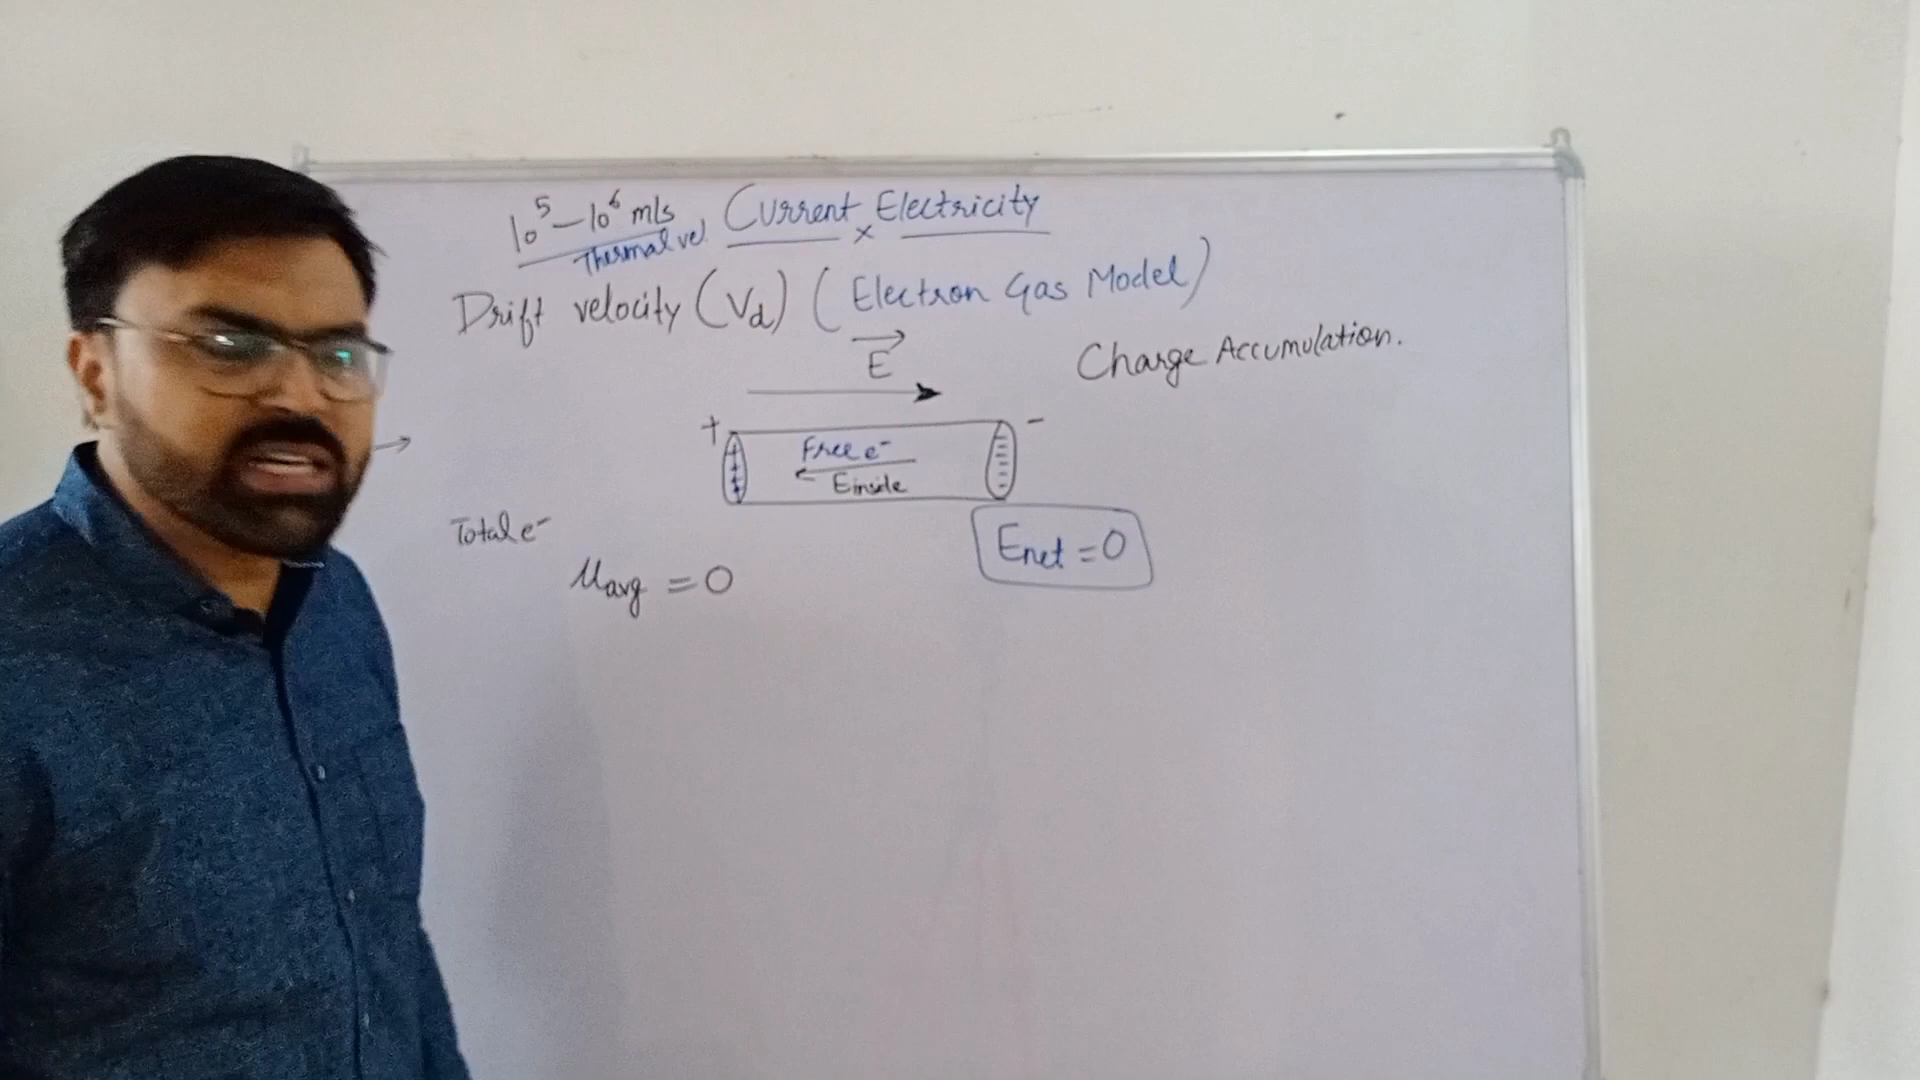 10⁵-10⁶ m/s Current Electricity
Thermal vel.
x
Drift velocity (Vd) (Electron Gas Model)
E
Charge Accumulation.
+ -
Free e⁻
Einside
Total e⁻
Enet = 0
Uavg = 0